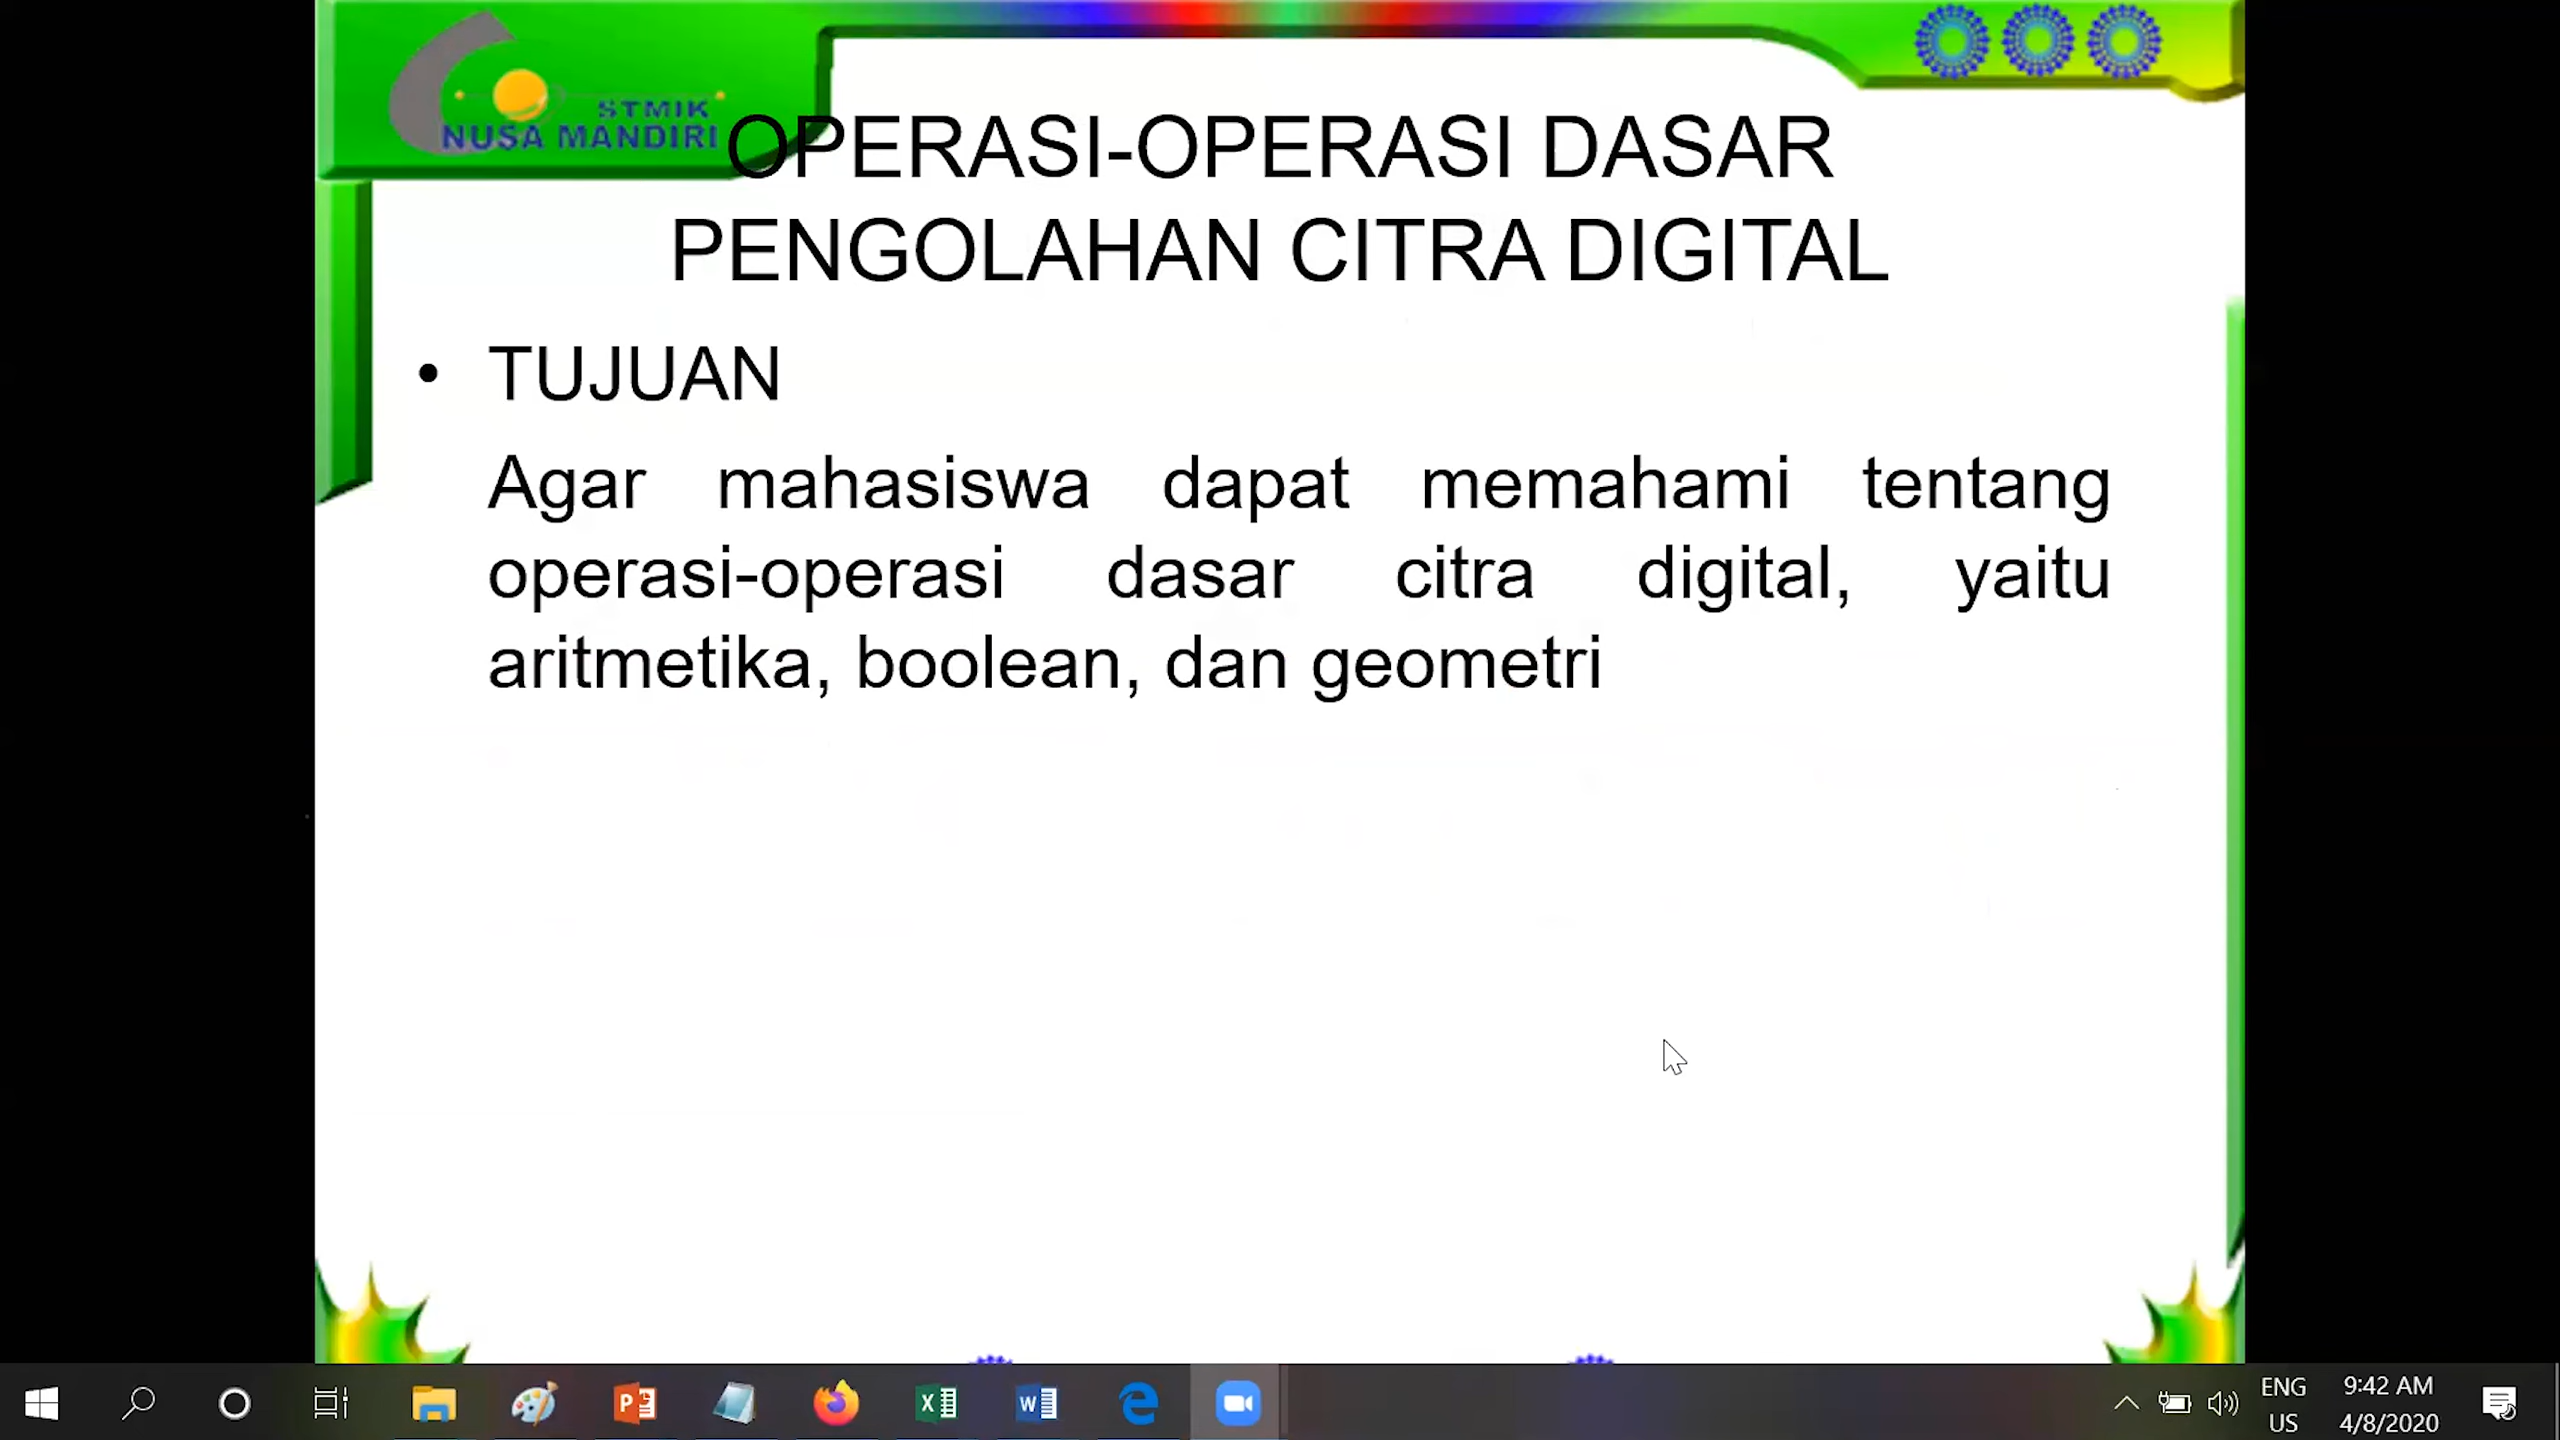 STMIK
NUSA MANDIRI
OPERASI-OPERASI DASAR
PENGOLAHAN CITRA DIGITAL
• TUJUAN
Agar mahasiswa dapat memahami tentang
operasi-operasi dasar citra digital, yaitu
aritmetika, boolean, dan geometri
ENG
US
9:42 AM
4/8/2020